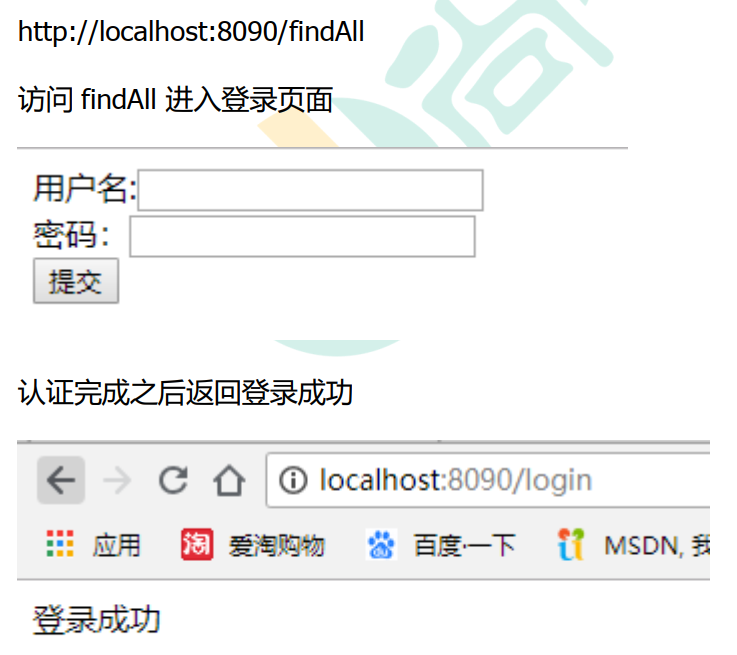 http://localhost:8090/findAll
访问 findAll 进入登录页面
用户名:
密码：
提交
认证完成之后返回登录成功
localhost:8090/login
应用 淘 爱淘购物 百度一下 MSDN, 我
登录成功